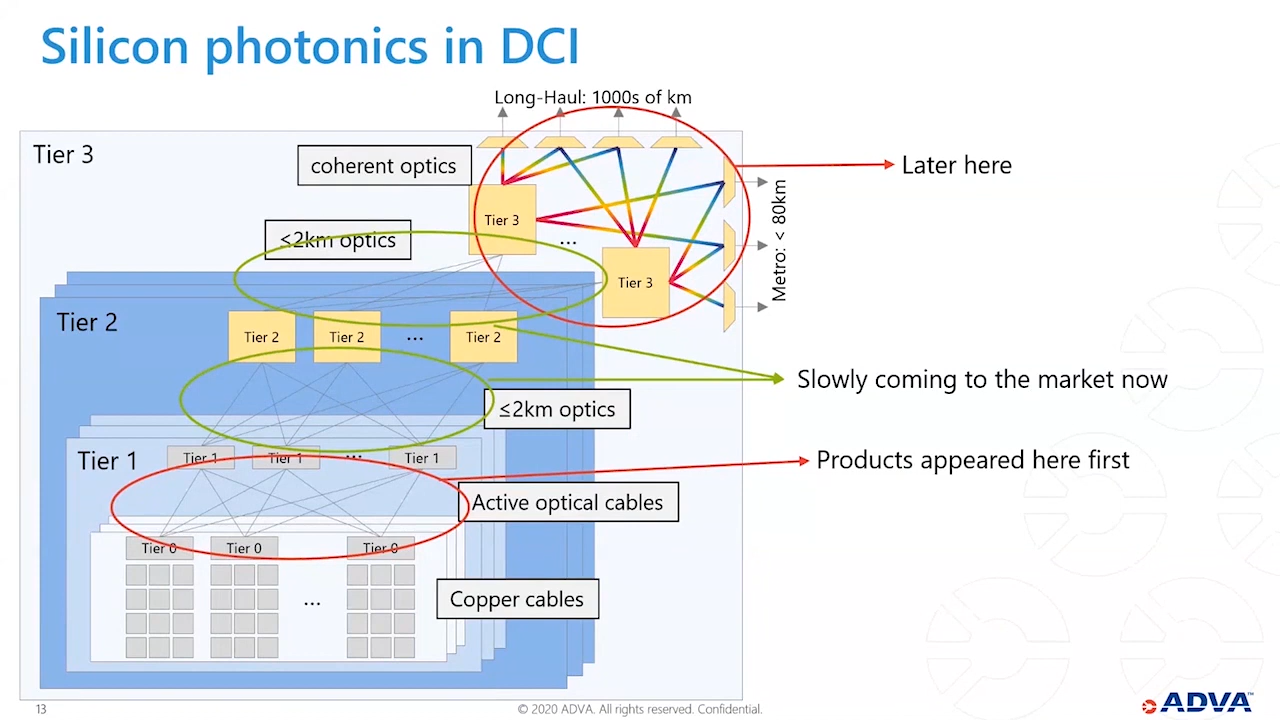 Silicon photonics in DCI
Long-Haul: 1000s of km
Tier 3
coherent optics
Later here
Tier 3
...
Metro: < 80km
≤2km optics
Tier 3
Tier 2
Tier 2
Tier 2
...
Tier 2
Slowly coming to the market now
≤2km optics
Tier 1
Tier 1
Tier 1
...
Tier 1
Products appeared here first
Active optical cables
Tier 0
Tier 0
Tier 0
...
Copper cables
13
© 2020 ADVA. All rights reserved. Confidential.
ADVA™